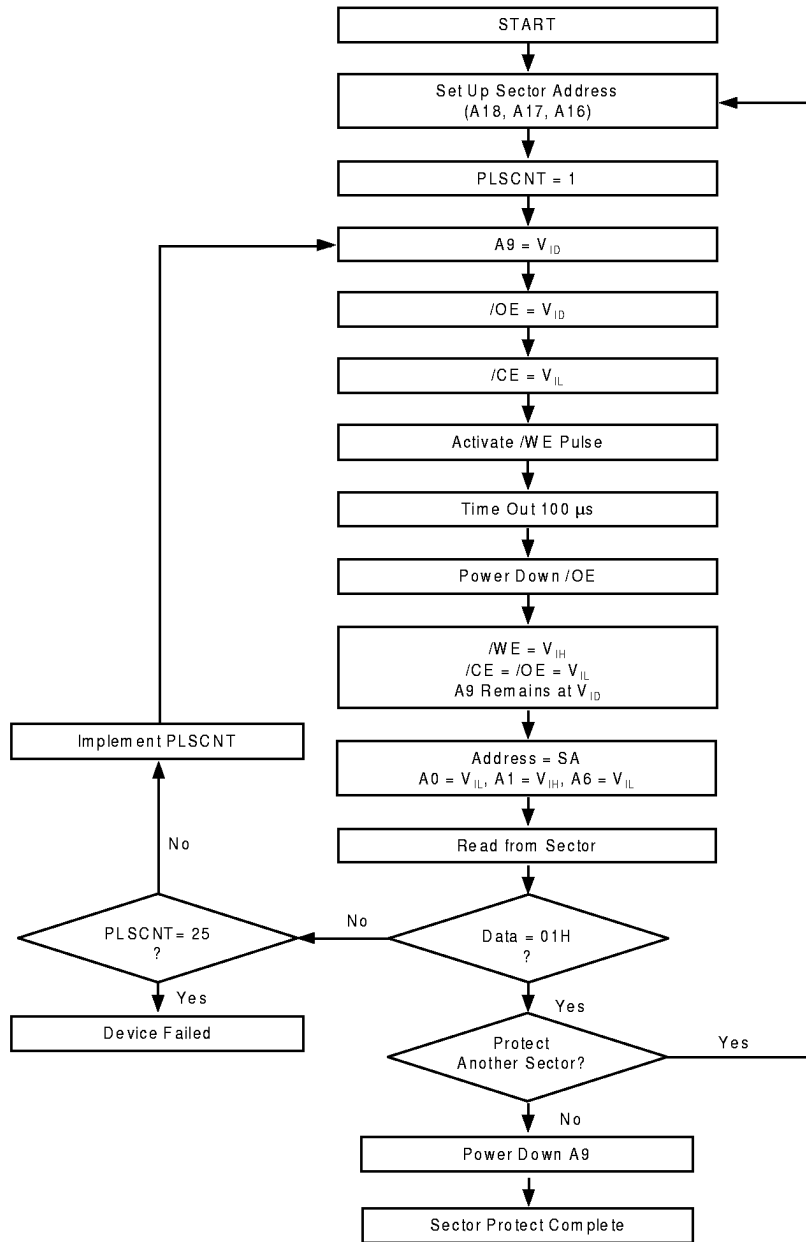 START
Set Up Sector Address
(A18, A17, A16)
PLSCNT = 1
A9 = VID
/OE = VID
/CE = VIL
Activate /WE Pulse
Time Out 100 μs
Power Down /OE
/WE = VIH
/CE = /OE = VIL
A9 Remains at VID
Implement PLSCNT
Address = SA
A0 = VIL, A1 = VIH, A6 = VIL
No
Read from Sector
PLSCNT= 25
?
No
Data = 01H
?
Yes
Device Failed
Yes
Protect
Another Sector?
Yes
No
Power Down A9
Sector Protect Complete